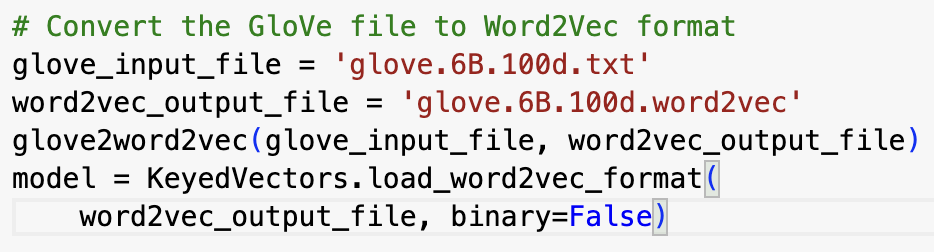 # Convert the GloVe file to Word2Vec format
glove_input_file = 'glove.6B.100d.txt'
word2vec_output_file = 'glove.6B.100d.word2vec'
glove2word2vec(glove_input_file, word2vec_output_file)
model = KeyedVectors.load_word2vec_format(
    word2vec_output_file, binary=False)